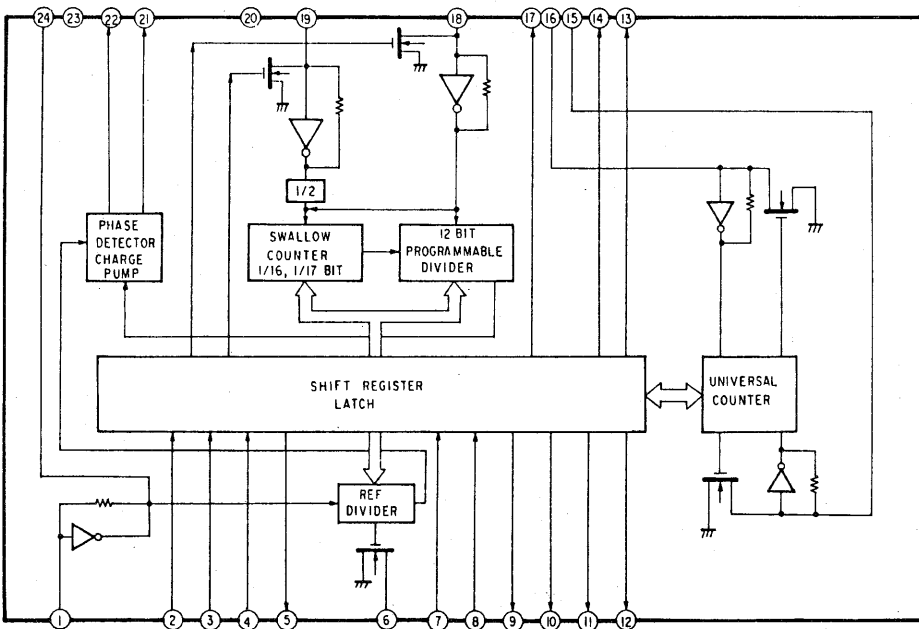 24 23 22 21 20 19 18 17 16 15 14 13
1/2
PHASE
DETECTOR
CHARGE
PUMP
SWALLOW
COUNTER
1/16, 1/17 BIT
12 BIT
PROGRAMMABLE
DIVIDER
SHIFT REGISTER
LATCH
UNIVERSAL
COUNTER
REF
DIVIDER
1 2 3 4 5 6 7 8 9 10 11 12